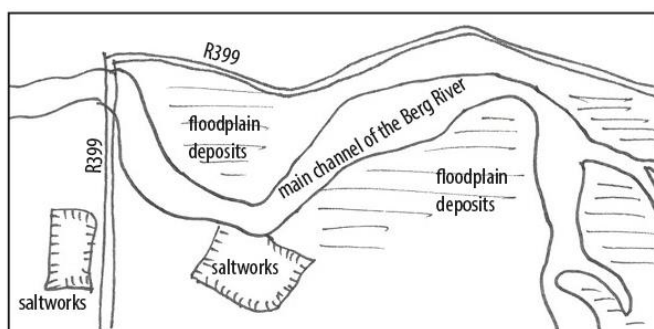 R399
floodplain
deposits
main channel of the Berg River
R399
floodplain
deposits
saltworks
saltworks